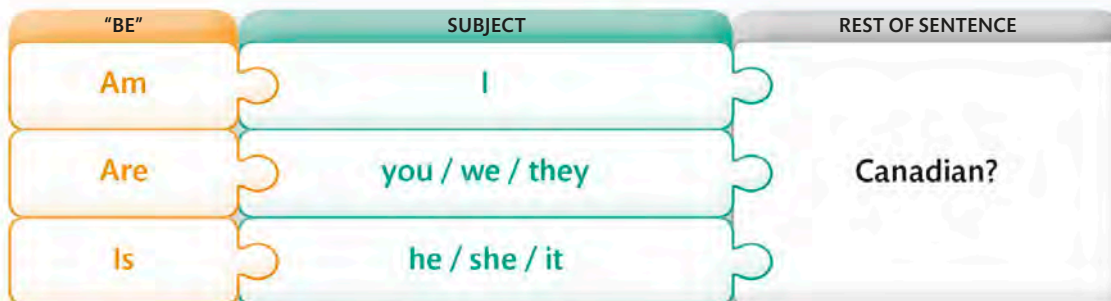 "BE" SUBJECT REST OF SENTENCE
Am I
Are you / we / they Canadian?
Is he / she / it